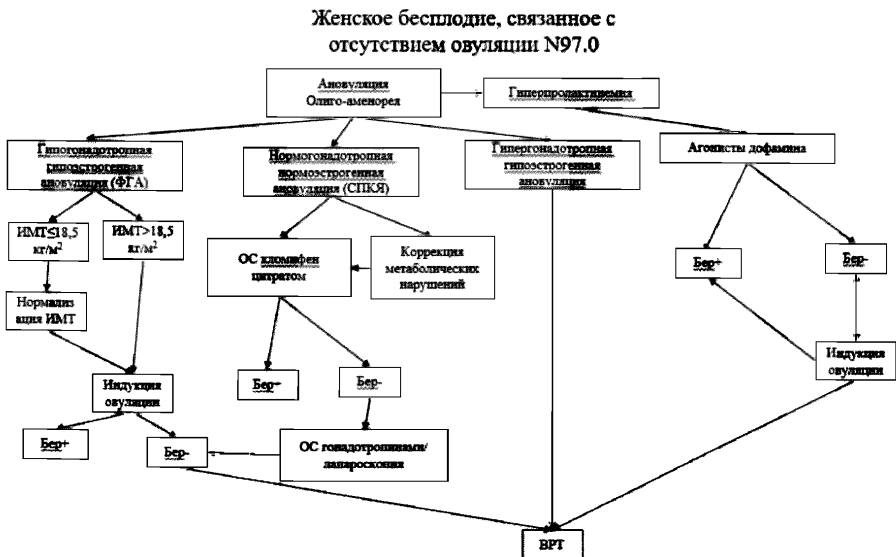 Женское бесплодие, связанное с
отсутствием овуляции N97.0
Ановуляция
Олиго-аменорея
Гиперпролактинемия
Гипогонадотропная
гипоэстрогенная
ановуляция (ФГА)
Нормогонадотропная
нормоэстрогенная
ановуляция (СПКЯ)
Гипергонадотропная
гипоэстрогенная
ановуляция
Агонисты дофамина
ИМТ≤18,5
кг/м²
ИМТ>18,5
кг/м²
ОС кломифен
цитратом
Коррекция
метаболических
нарушений
Бер+
Бер-
Нормализ
ация ИМТ
Индукция
овуляции
Бер+
Бер-
Индукция
овуляции
Бер+
Бер-
ОС гонадотропинами/
лапароскопия
ВРТ